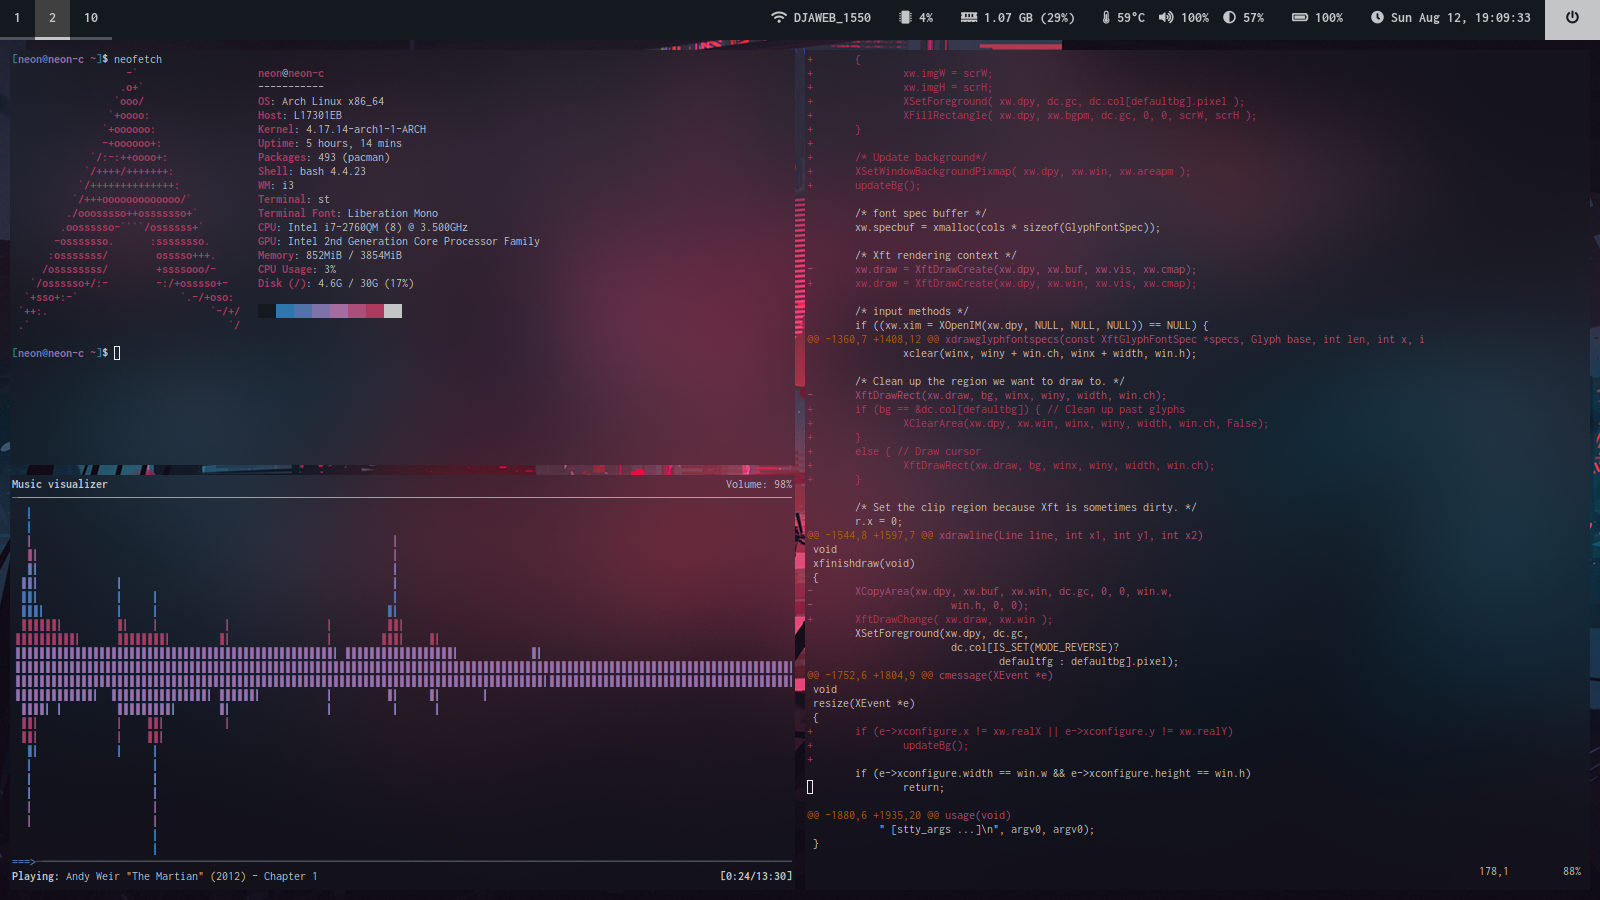 1 2 10 DJAWEB_1550 4% 1.07 GB (29%) 59°C 100% 57% 100% Sun Aug 12, 19:09:33
[neon@neon-c ~]$ neofetch
-`
.o+`
`ooo/
`+oooo:
`+oooooo:
-+oooooo+:
`/:-:++oooo+:
`/++++/+++++++:
`/++++++++++++++:
`/+++ooooooooooooo/`
./ooosssso++osssssso+`
.oossssso-````/ossssss+`
-osssssso. :ssssssso.
:osssssss/ osssso+++.
/ossssssss/ +ssssooo/-
`/ossssso+/:- -:/+osssso+-
`+sso+:-` `.-/+oso:
`++:. `-/+/
.` `/
neon@neon-c
-----------
OS: Arch Linux x86_64
Host: L17301EB
Kernel: 4.17.14-arch1-1-ARCH
Uptime: 5 hours, 14 mins
Packages: 493 (pacman)
Shell: bash 4.4.23
WM: i3
Terminal: st
Terminal Font: Liberation Mono
CPU: Intel i7-2760QM (8) @ 3.500GHz
GPU: Intel 2nd Generation Core Processor Family
Memory: 852MiB / 3854MiB
CPU Usage: 3%
Disk (/): 4.6G / 30G (17%)
[neon@neon-c ~]$
Music visualizer Volume: 98%
===>
Playing: Andy Weir "The Martian" (2012) - Chapter 1 [0:24/13:30]
+ {
+ xw.imgW = scrW;
+ xw.imgH = scrH;
+ XSetForeground( xw.dpy, dc.gc, dc.col[defaultbg].pixel );
+ XFillRectangle( xw.dpy, xw.bgpm, dc.gc, 0, 0, scrW, scrH );
+ }
+
+ /* Update background*/
+ XSetWindowBackgroundPixmap( xw.dpy, xw.win, xw.areapm );
+ updateBg();
/* font spec buffer */
xw.specbuf = xmalloc(cols * sizeof(GlyphFontSpec));
/* Xft rendering context */
- xw.draw = XftDrawCreate(xw.dpy, xw.buf, xw.vis, xw.cmap);
+ xw.draw = XftDrawCreate(xw.dpy, xw.win, xw.vis, xw.cmap);
/* input methods */
if ((xw.xim = XOpenIM(xw.dpy, NULL, NULL, NULL)) == NULL) {
@@ -1360,7 +1408,12 @@ xdrawglyphfontspecs(const XftGlyphFontSpec *specs, Glyph base, int len, int x, i
xclear(winx, winy + win.ch, winx + width, win.h);
/* Clean up the region we want to draw to. */
- XftDrawRect(xw.draw, bg, winx, winy, width, win.ch);
+ if (bg == &dc.col[defaultbg]) { // Clean up past glyphs
+ XClearArea(xw.dpy, xw.win, winx, winy, width, win.ch, False);
+ }
+ else { // Draw cursor
+ XftDrawRect(xw.draw, bg, winx, winy, width, win.ch);
+ }
/* Set the clip region because Xft is sometimes dirty. */
r.x = 0;
@@ -1544,8 +1597,7 @@ xdrawline(Line line, int x1, int y1, int x2)
void
xfinishdraw(void)
{
- XCopyArea(xw.dpy, xw.buf, xw.win, dc.gc, 0, 0, win.w,
- win.h, 0, 0);
+ XftDrawChange( xw.draw, xw.win );
XSetForeground(xw.dpy, dc.gc,
dc.col[IS_SET(MODE_REVERSE)?
defaultfg : defaultbg].pixel);
@@ -1752,6 +1804,9 @@ cmessage(XEvent *e)
void
resize(XEvent *e)
{
+ if (e->xconfigure.x != xw.realX || e->xconfigure.y != xw.realY)
+ updateBg();
+
if (e->xconfigure.width == win.w && e->xconfigure.height == win.h)
return;
@@ -1880,6 +1935,20 @@ usage(void)
" [stty_args ...]\n", argv0, argv0);
}
178,1 88%